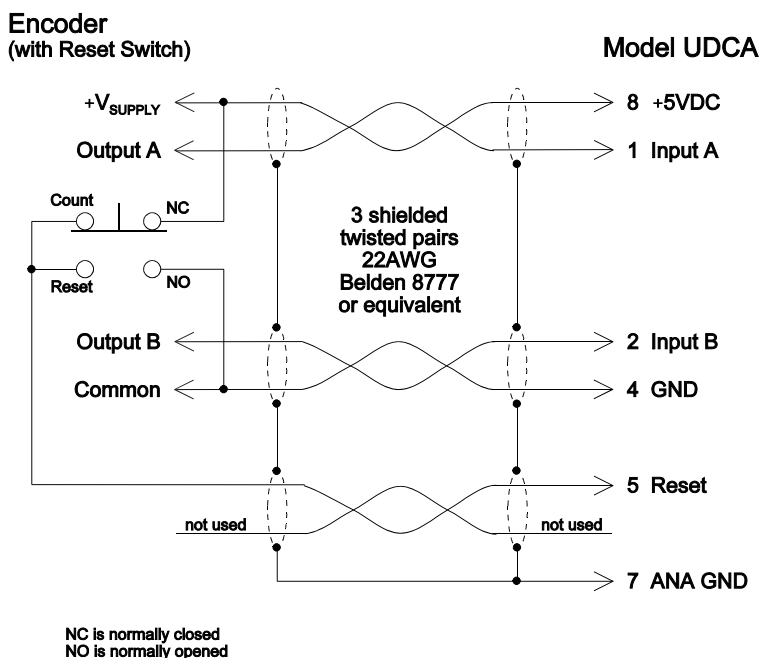 Encoder
(with Reset Switch)
Model UDCA
+VSUPPLY
8 +5VDC
Output A
1 Input A
Count
NC
3 shielded
twisted pairs
22AWG
Belden 8777
or equivalent
Reset
NO
Output B
2 Input B
Common
4 GND
5 Reset
not used
not used
7 ANA GND
NC is normally closed
NO is normally opened